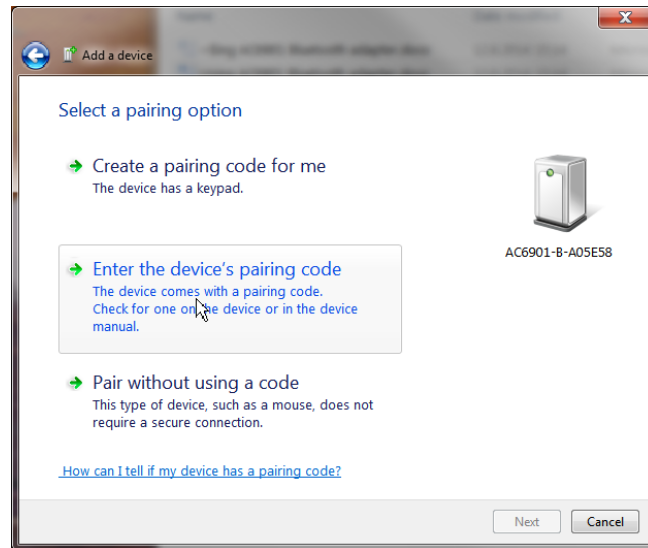 Add a device
Select a pairing option
Create a pairing code for me
The device has a keypad.
AC6901-B-A05E58
Enter the device's pairing code
The device comes with a pairing code.
Check for one on the device or in the device
manual.
Pair without using a code
This type of device, such as a mouse, does not
require a secure connection.
How can I tell if my device has a pairing code?
Next
Cancel